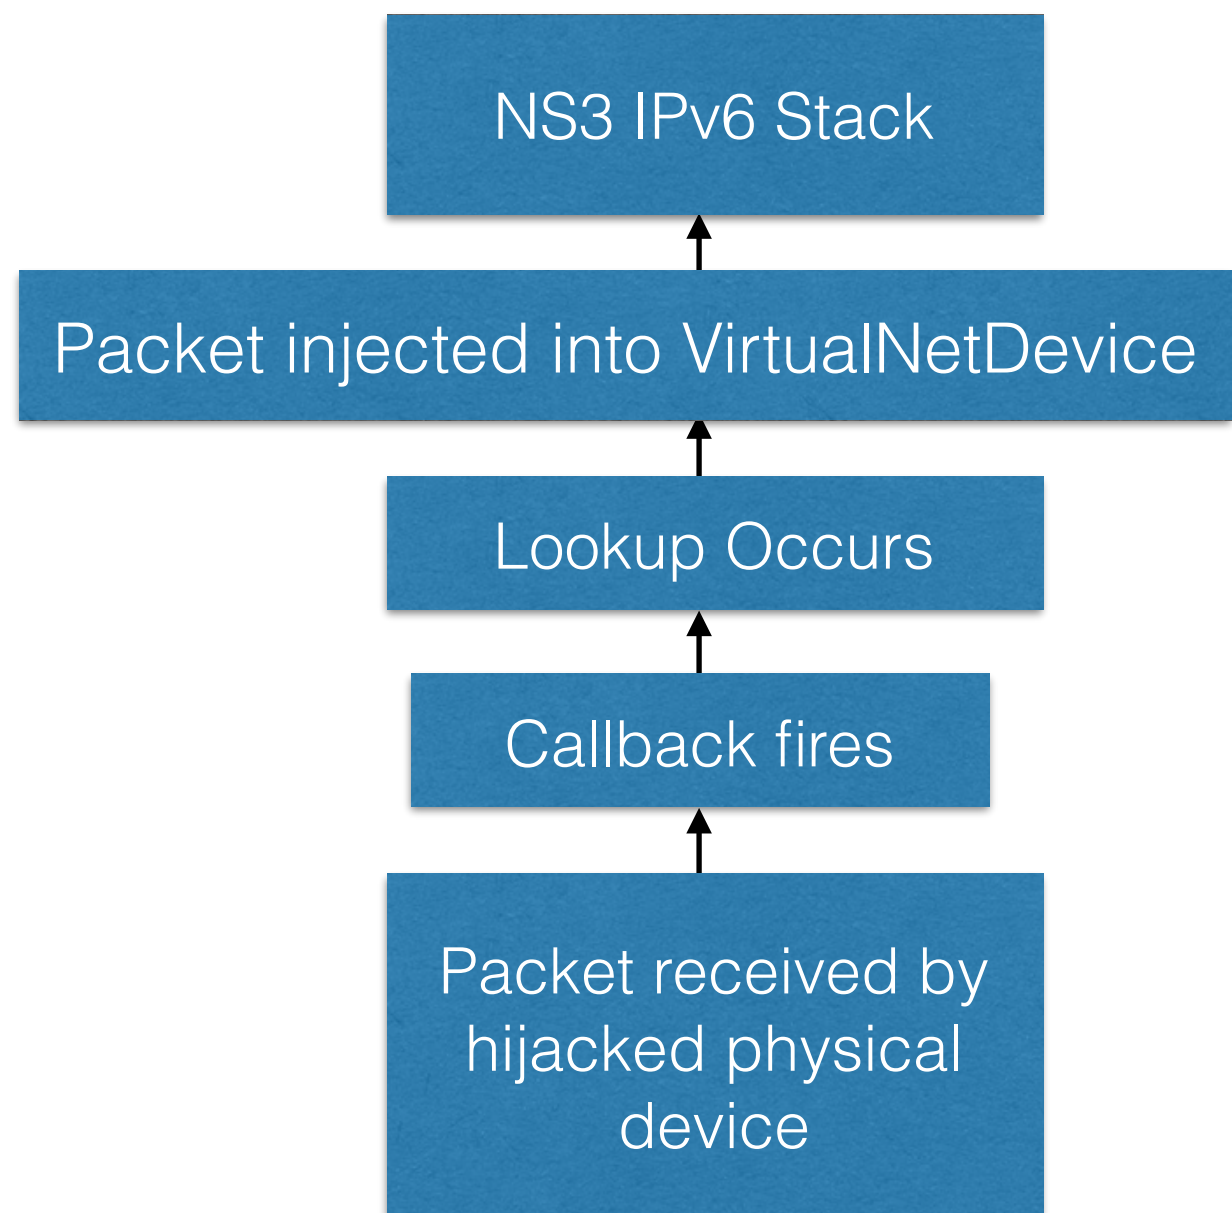 NS3 IPv6 Stack
Packet injected into VirtualNetDevice
Lookup Occurs
Callback fires
Packet received by
hijacked physical
device